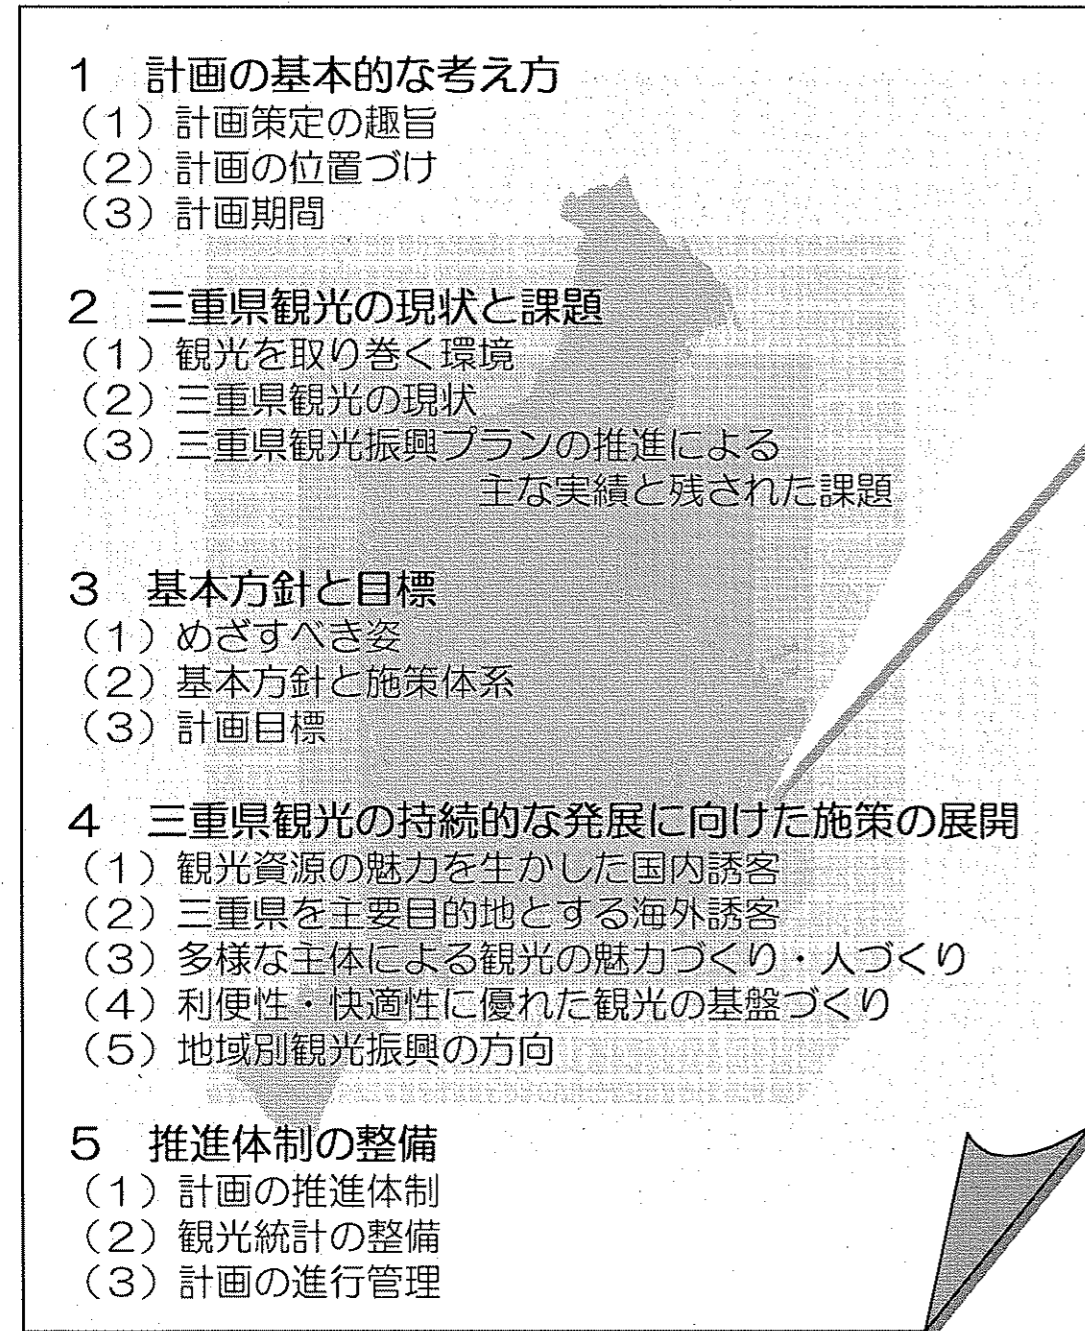 1 計画の基本的な考え方
（1）計画策定の趣旨
（2）計画の位置づけ
（3）計画期間
2 三重県観光の現状と課題
（1）観光を取り巻く環境
（2）三重県観光の現状
（3）三重県観光振興プランの推進による
主な実績と残された課題
3 基本方針と目標
（1）めざすべき姿
（2）基本方針と施策体系
（3）計画目標
4 三重県観光の持続的な発展に向けた施策の展開
（1）観光資源の魅力を生かした国内誘客
（2）三重県を主要目的地とする海外誘客
（3）多様な主体による観光の魅力づくり・人づくり
（4）利便性・快適性に優れた観光の基盤づくり
（5）地域別観光振興の方向
5 推進体制の整備
（1）計画の推進体制
（2）観光統計の整備
（3）計画の進行管理